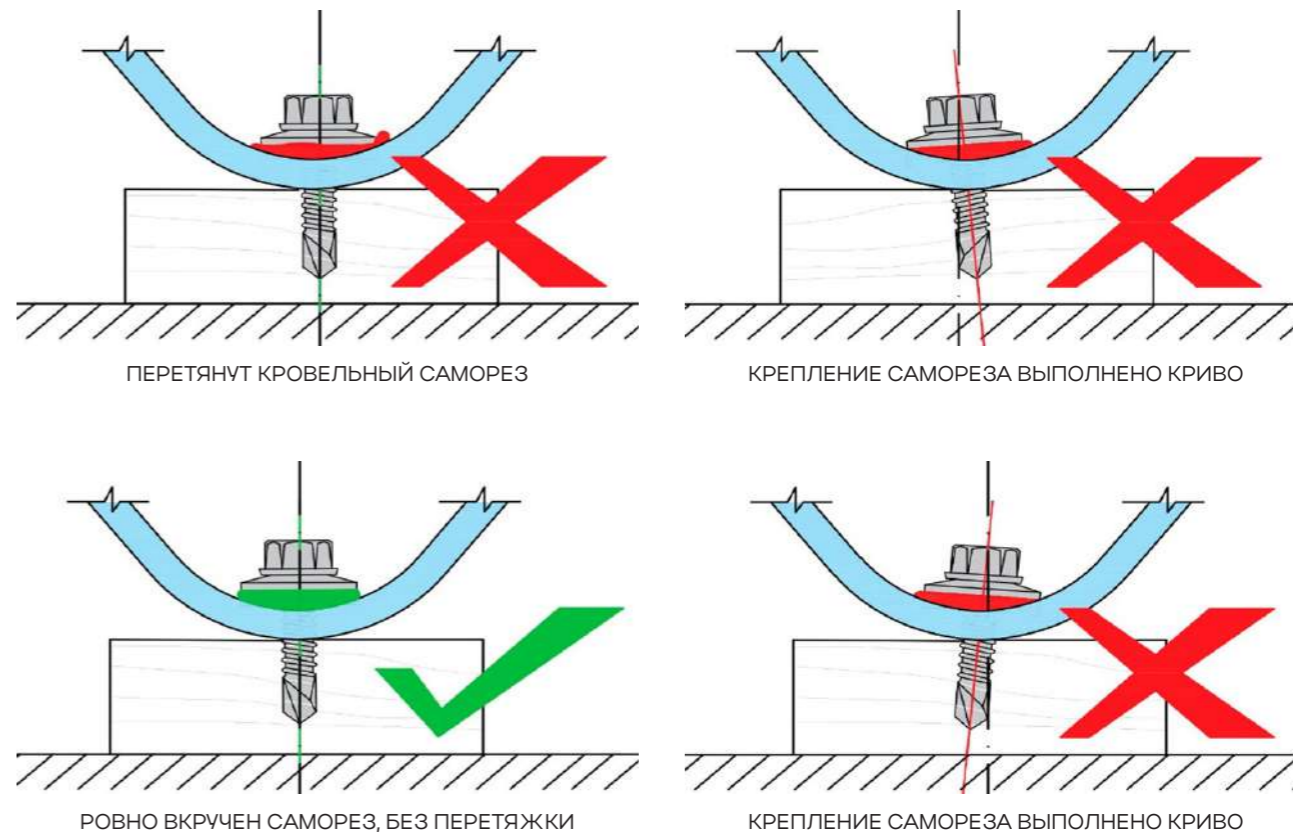 ПЕРЕТЯНУТ КРОВЕЛЬНЫЙ САМОРЕЗ
КРЕПЛЕНИЕ САМОРЕЗА ВЫПОЛНЕНО КРИВО
РОВНО ВКРУЧЕН САМОРЕЗ, БЕЗ ПЕРЕТЯЖКИ
КРЕПЛЕНИЕ САМОРЕЗА ВЫПОЛНЕНО КРИВО